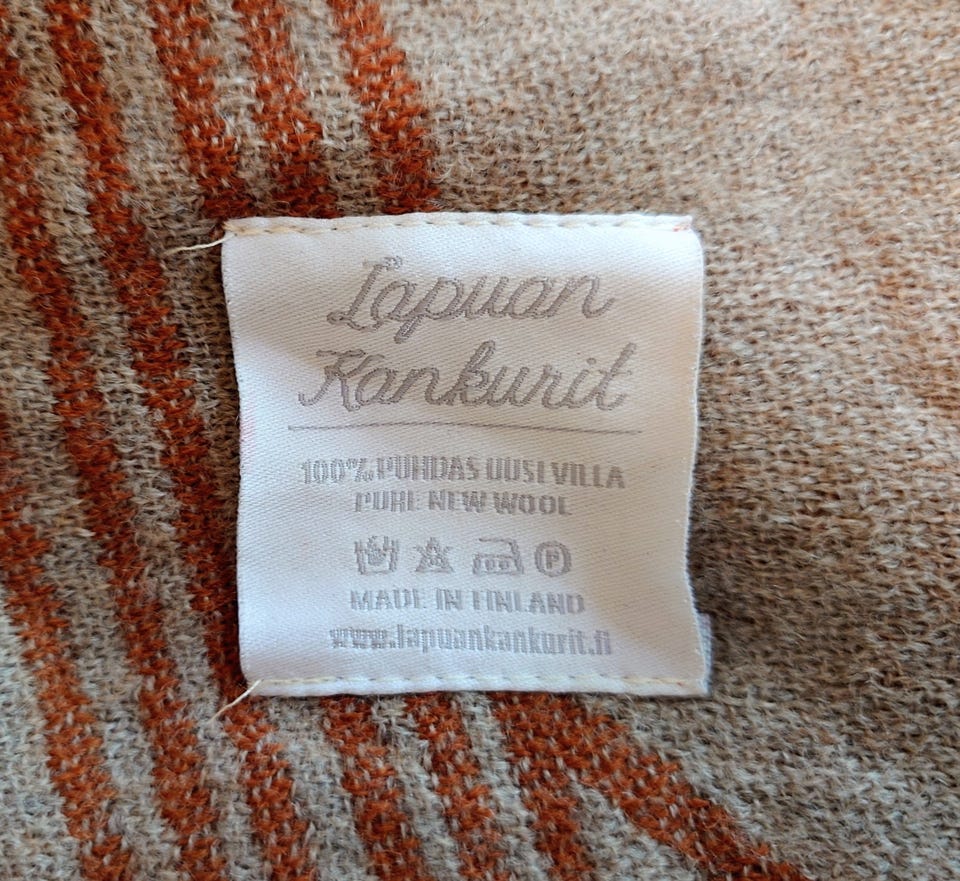 Lapuan
Kankurit
100% PUHDAS UUSI VILLA
PURE NEW WOOL
P
MADE IN FINLAND
www.lapuankankurit.fi